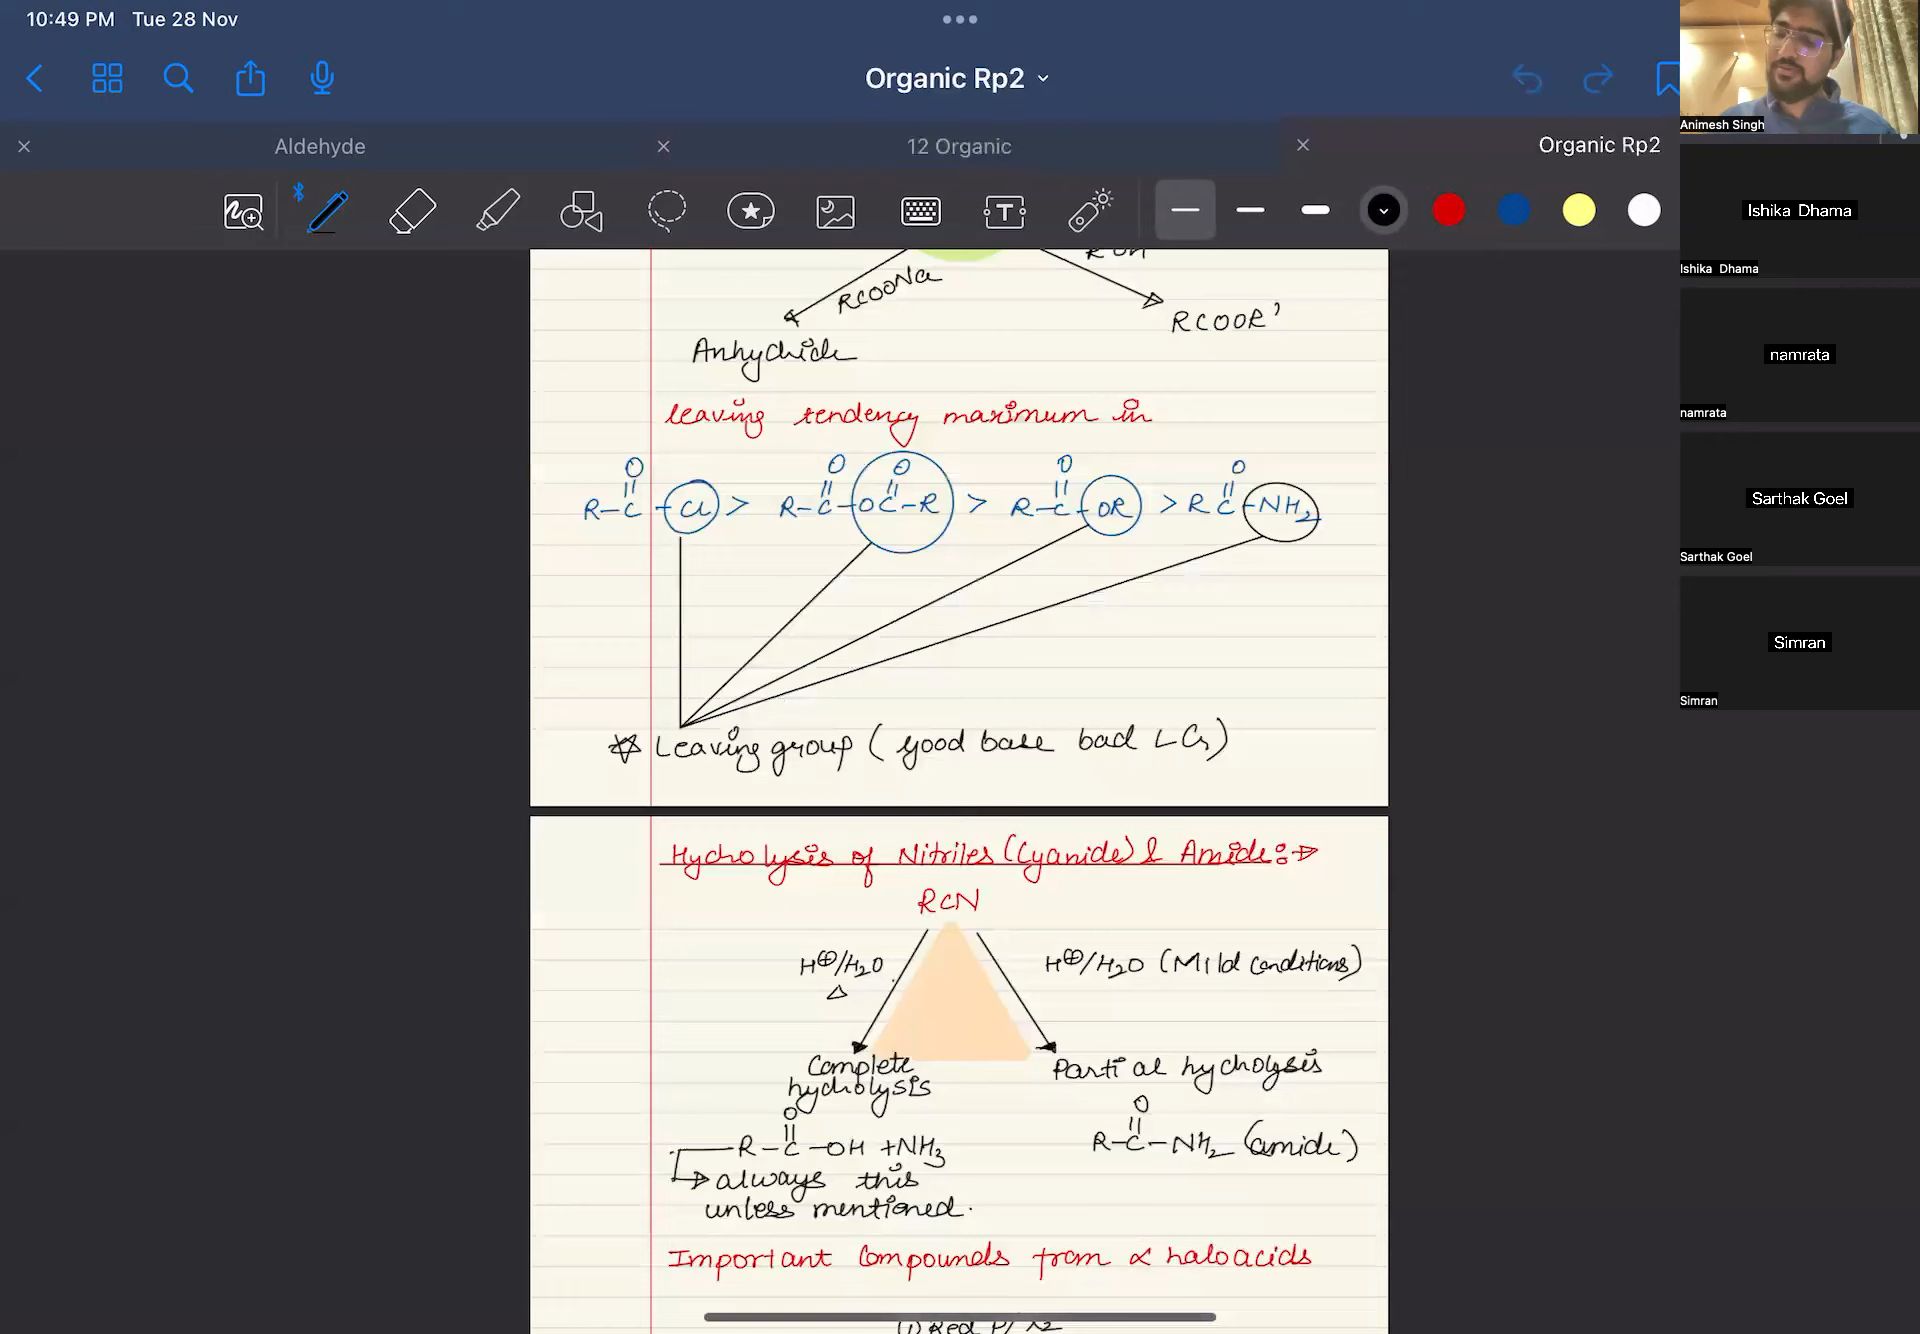 10:49 PM Tue 28 Nov
Organic Rp2
Aldehyde
12 Organic
Organic Rp2
T
RCOONa
RCOOR'
Anhydride
leaving tendency maximum in
O O O O O
R-C-Cl > R-C-OC-R > R-C-OR > R C-NH2
Leaving group (good base bad LG)
Hydrolysis of Nitriles (Cyanide) & Amide:
RCN
H⊕/H2O H⊕/H2O (Mild conditions)
Δ
Complete Partial hydrolysis
hydrolysis
O O
R-C-OH +NH3 R-C-NH2 (amide)
always this
unless mentioned.
Important Compounds from α haloacids
Animesh Singh
Ishika Dhama
Ishika Dhama
namrata
namrata
Sarthak Goel
Sarthak Goel
Simran
Simran